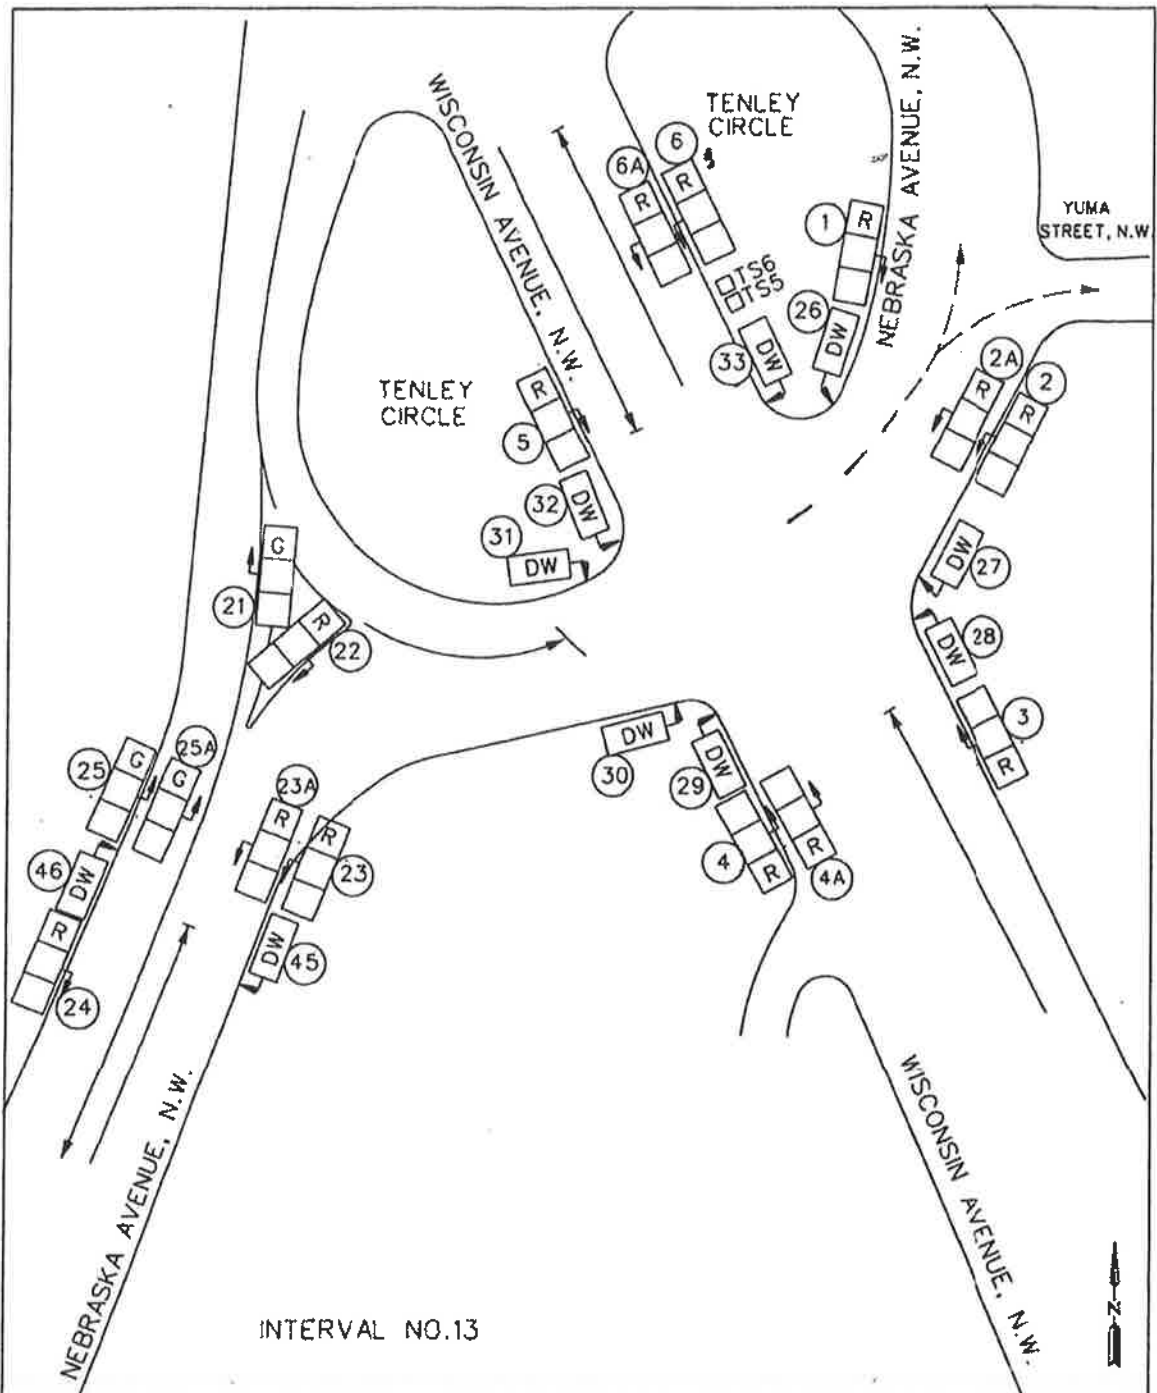 WISCONSIN AVENUE, N.W.
TENLEY
CIRCLE
NEBRASKA AVENUE, N.W.
YUMA
STREET, N.W.
6
R
6A
R
1
R
TS6
TS5
26
DW
33
DW
2A
R
2
R
TENLEY
CIRCLE
R
5
32
DW
31
DW
27
DW
G
21
R
22
28
DW
3
R
25
G
25A
G
DW
30
DW
29
4
R
4A
R
23A
R
R
23
46
DW
R
24
DW
45
NEBRASKA AVENUE, N.W.
WISCONSIN AVENUE, N.W.
INTERVAL NO.13
N